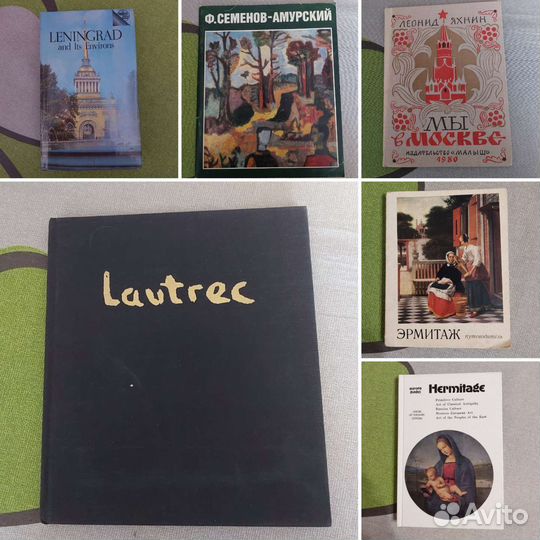 LENINGRAD
and Its Environs
Ф. СЕМЕНОВ-АМУРСКИЙ
ЛЕОНИД ЯХНИН
МЫ
в МОСКВЕ
ИЗДАТЕЛЬСТВО «МАЛЫШ»
1980
Lautrec
ЭРМИТАЖ путеводитель
Hermitage
Primitive Culture
Art of Classical Antiquity
Russian Culture
Western European Art
Art of the Peoples of the East
Avito